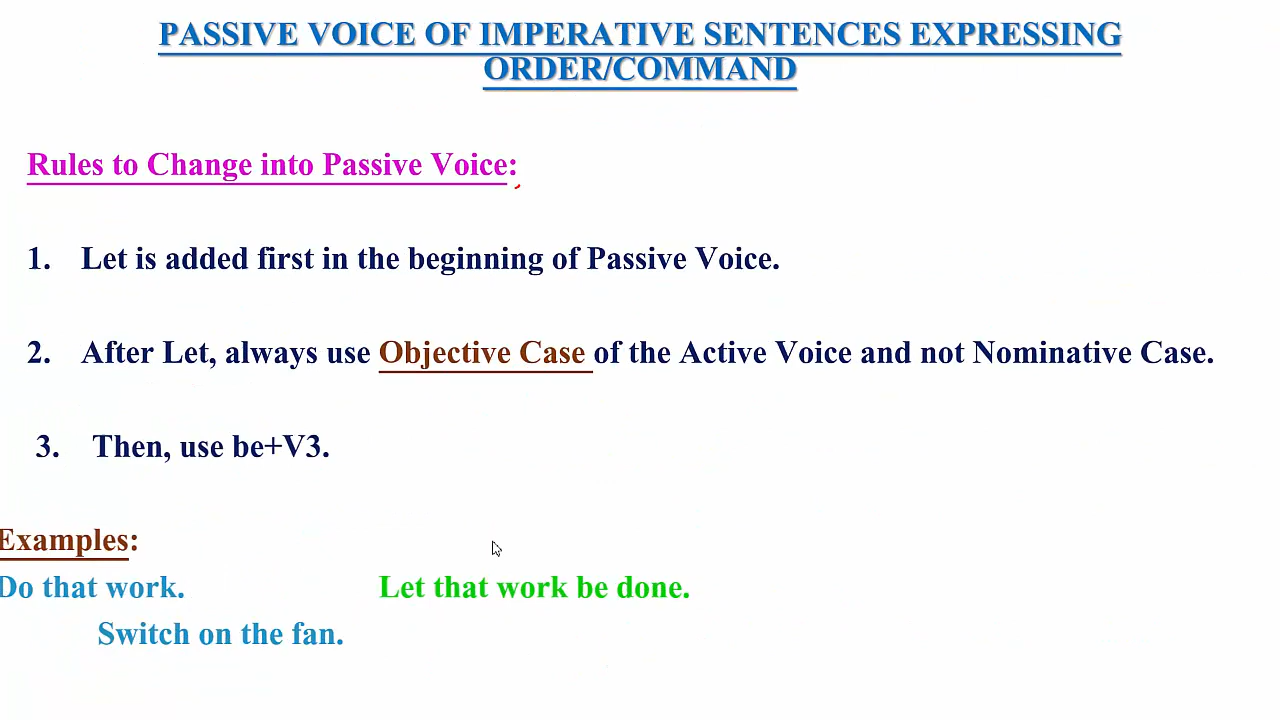 PASSIVE VOICE OF IMPERATIVE SENTENCES EXPRESSING
ORDER/COMMAND
Rules to Change into Passive Voice:
1. Let is added first in the beginning of Passive Voice.
2. After Let, always use Objective Case of the Active Voice and not Nominative Case.
3. Then, use be+V3.
Examples:
Do that work. Let that work be done.
Switch on the fan.